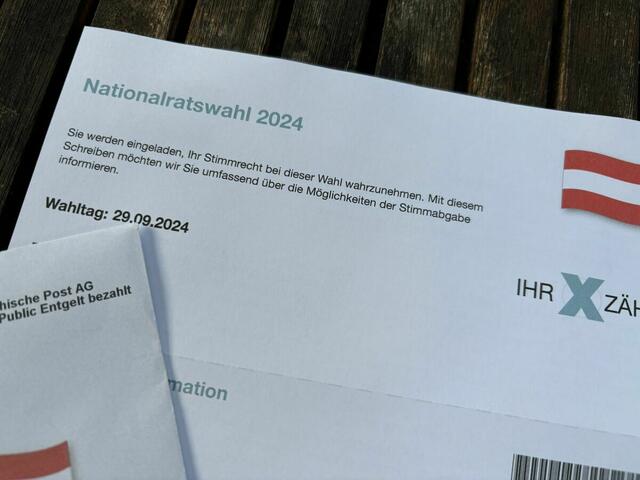 Nationalratswahl 2024
Sie werden eingeladen, Ihr Stimmrecht bei dieser Wahl wahrzunehmen. Mit diesem
Schreiben möchten wir Sie umfassend über die Möglichkeiten der Stimmabgabe
informieren.
Wahltag: 29.09.2024
IHR X ZÄH
hische Post AG
Public Entgelt bezahlt
mation